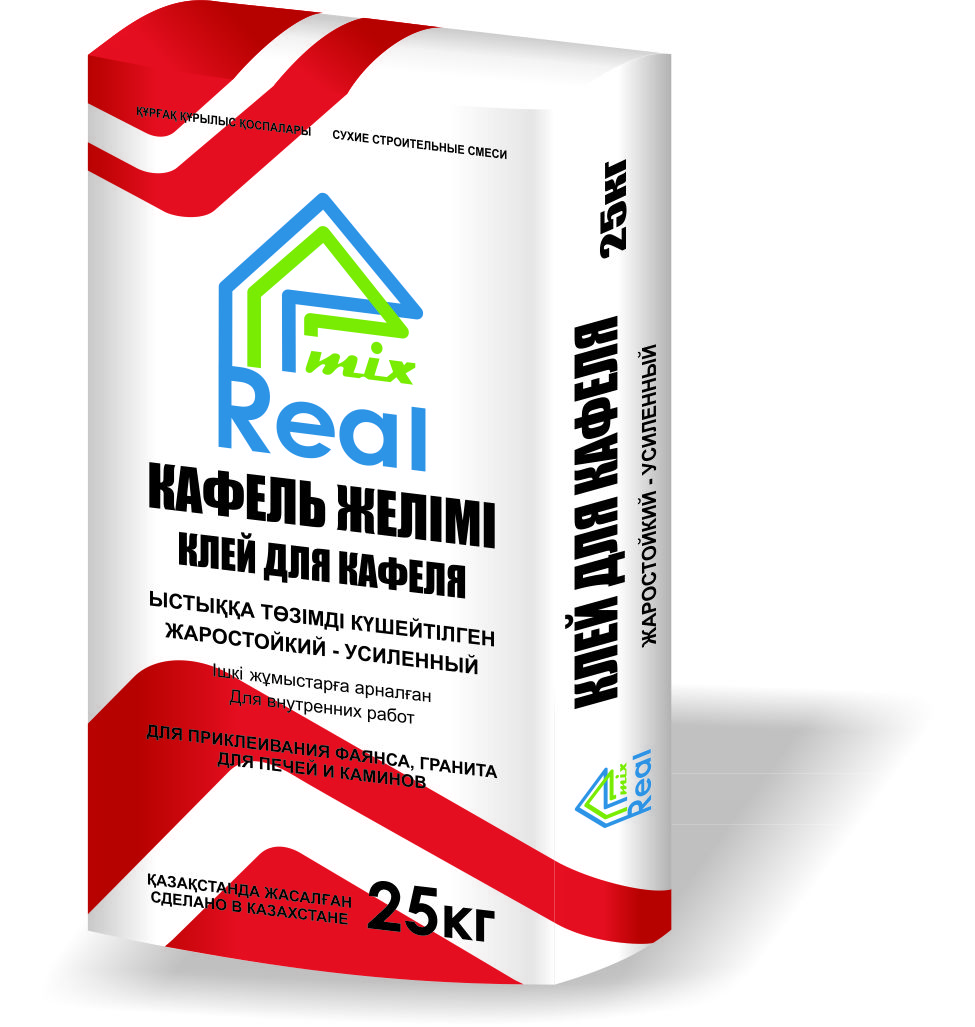 ҚҰРҒАҚ ҚҰРЫЛЫС ҚОСПАЛАРЫ
СУХИЕ СТРОИТЕЛЬНЫЕ СМЕСИ
mix
Real
КАФЕЛЬ ЖЕЛІМІ
КЛЕЙ ДЛЯ КАФЕЛЯ
ЫСТЫҚҚА ТӨЗІМДІ КҮШЕЙТІЛГЕН
ЖАРОСТОЙКИЙ - УСИЛЕННЫЙ
Ішкі жұмыстарға арналған
Для внутренних работ
ДЛЯ ПРИКЛЕИВАНИЯ ФАЯНСА, ГРАНИТА
ДЛЯ ПЕЧЕЙ И КАМИНОВ
ҚАЗАҚСТАНДА ЖАСАЛҒАН
СДЕЛАНО В КАЗАХСТАНЕ
25кг
25кг
КЛЕЙ ДЛЯ КАФЕЛЯ
ЖАРОСТОЙКИЙ - УСИЛЕННЫЙ
mix
Real